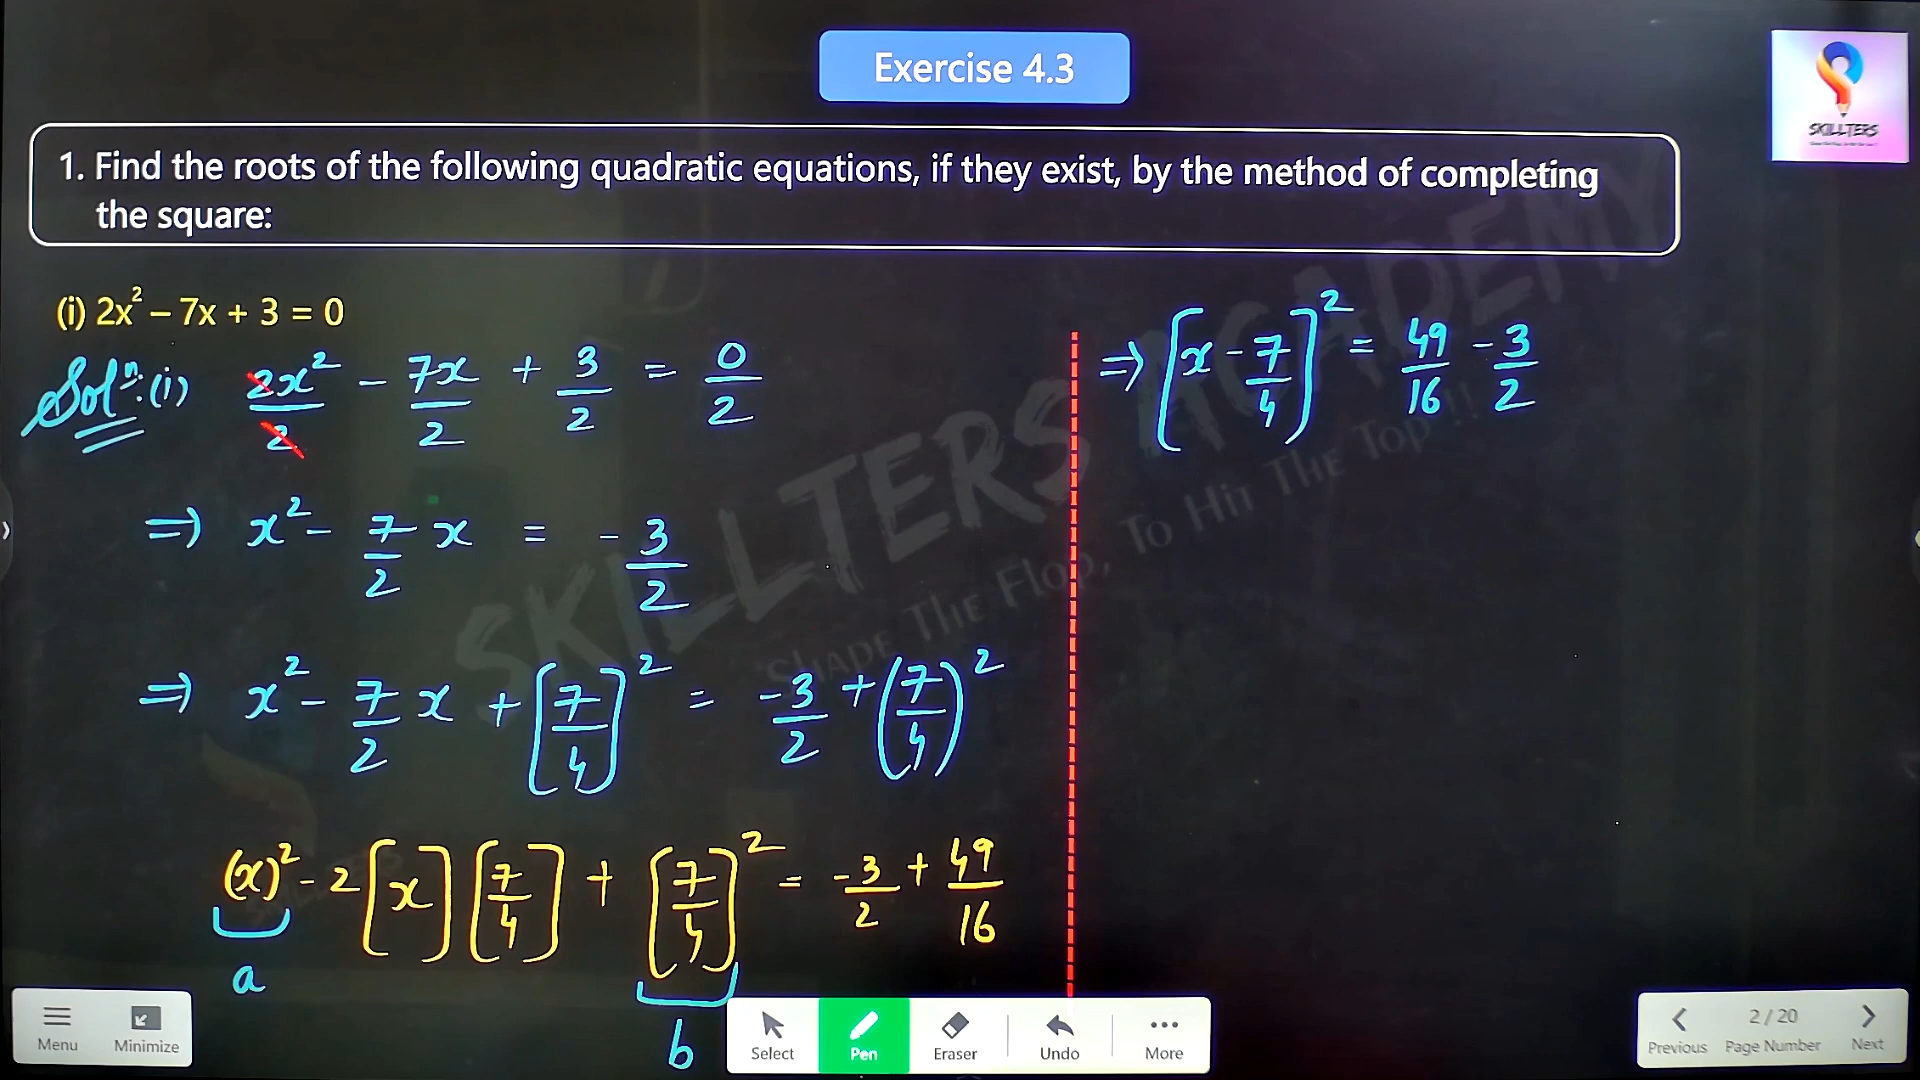 Exercise 4.3
SKILLTERS
1. Find the roots of the following quadratic equations, if they exist, by the method of completing
the square:
(i) 2x² – 7x + 3 = 0
Solⁿ: (i) 2x²/2 - 7x/2 + 3/2 = 0/2
⇒ x² - 7/2 x = -3/2
⇒ x² - 7/2 x + [7/4]² = -3/2 + (7/4)²
(x)² - 2[x][7/4] + [7/4]² = -3/2 + 49/16
a
b
⇒ [x - 7/4]² = 49/16 - 3/2
SKILLTERS ACADEMY
Shape The Flop, To Hit The Top!!
Menu
Minimize
Select
Pen
Eraser
Undo
More
2 / 20
Previous
Page Number
Next